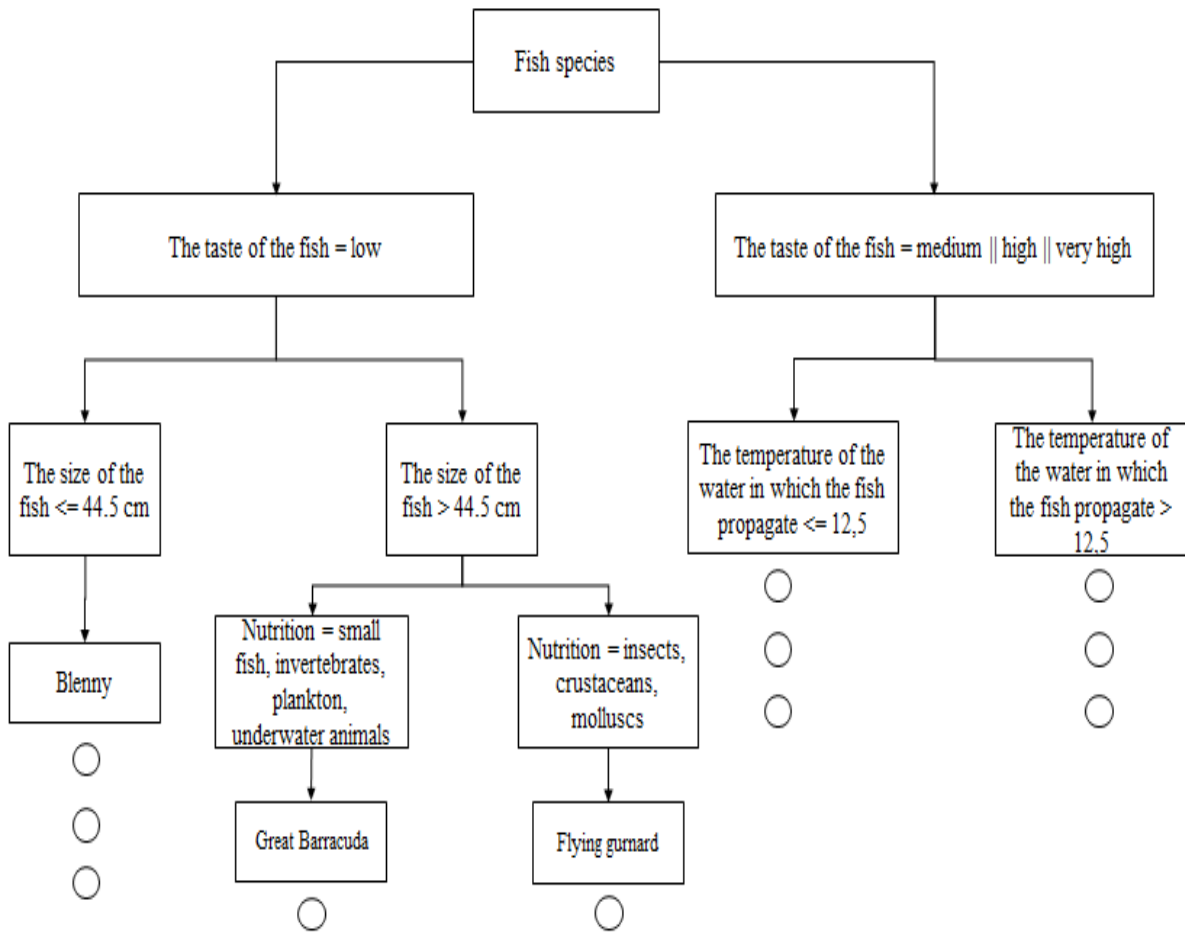 Fish species
The taste of the fish = low
The taste of the fish = medium || high || very high
The size of the
fish <= 44.5 cm
The size of the
fish > 44.5 cm
The temperature of the
water in which the fish
propagate <= 12,5
The temperature of
the water in which
the fish propagate >
12,5
Blenny
Nutrition = small
fish, invertebrates,
plankton,
underwater animals
Nutrition = insects,
crustaceans,
molluscs
Great Barracuda
Flying gurnard